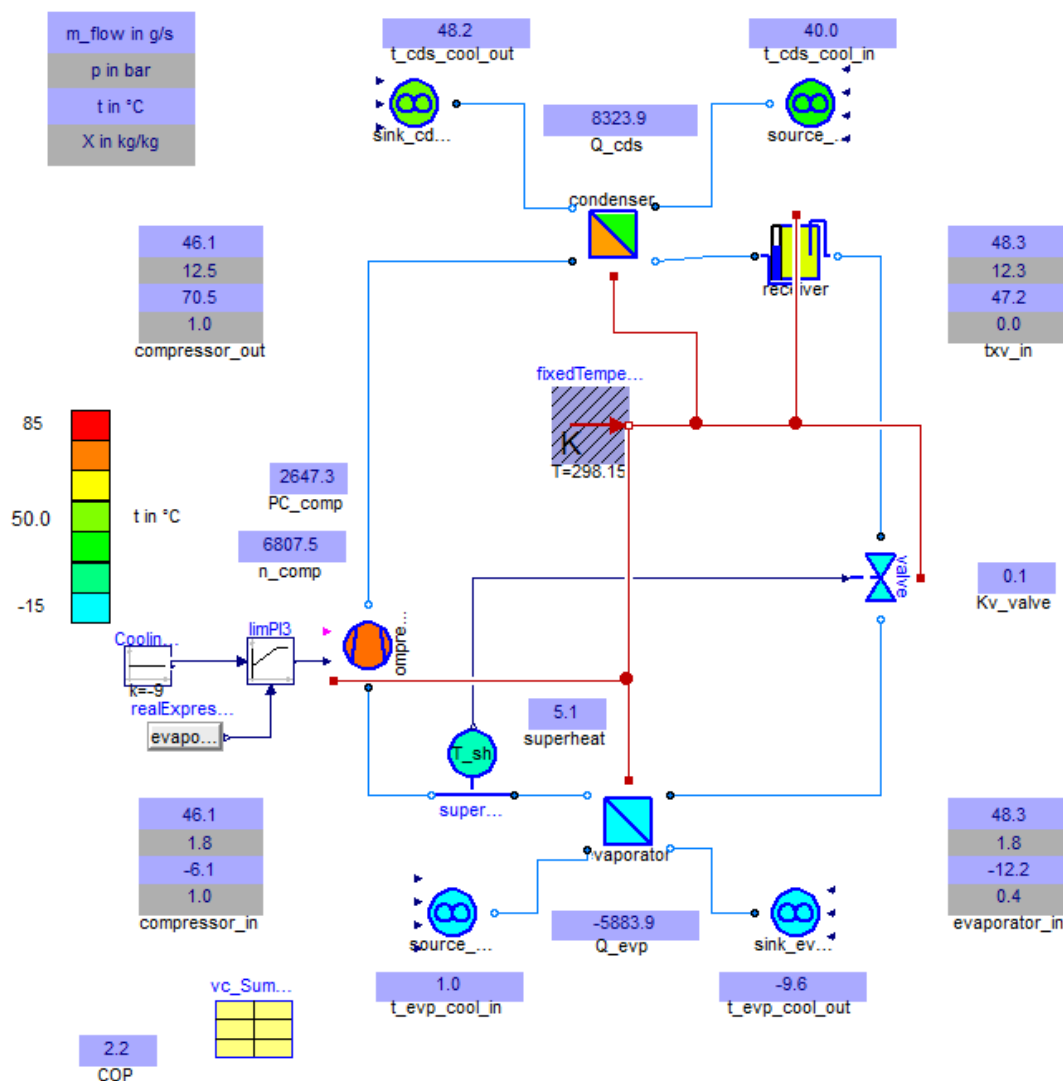 m_flow in g/s
p in bar
t in °C
X in kg/kg
48.2
t_cds_cool_out
40.0
t_cds_cool_in
sink_cd...
8323.9
Q_cds
source_...
condenser
46.1
12.5
70.5
1.0
compressor_out
receiver
48.3
12.3
47.2
0.0
txv_in
fixedTempe...
K
T=298.15
85
50.0
-15
t in °C
2647.3
PC_comp
6807.5
n_comp
valve
0.1
Kv_valve
Coolin...
k=-9
limPI3
ompre...
realExpres...
evapo...
T_sh
super...
5.1
superheat
46.1
1.8
-6.1
1.0
compressor_in
evaporator
48.3
1.8
-12.2
0.4
evaporator_in
source_...
-5883.9
Q_evp
sink_ev...
1.0
t_evp_cool_in
-9.6
t_evp_cool_out
vc_Sum...
2.2
COP